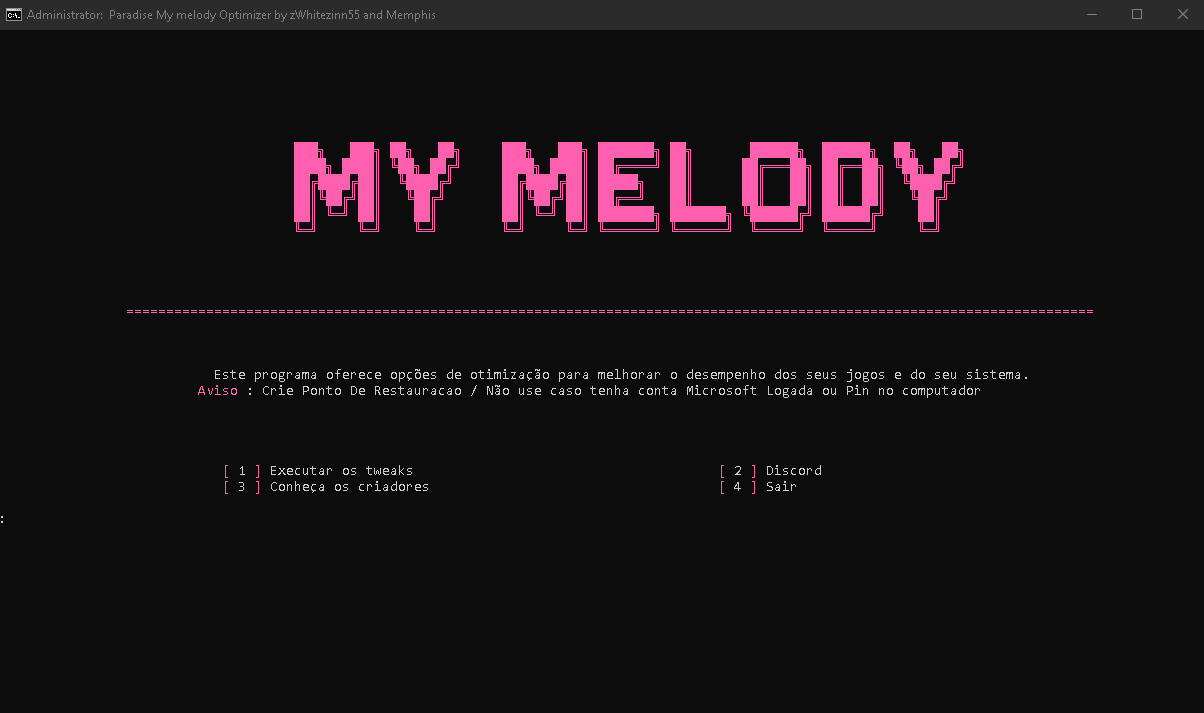 Administrator:  Paradise My melody Optimizer by zWhitezinn55 and Memphis
MY MELODY
=========================================================================================================================
Este programa oferece opções de otimização para melhorar o desempenho dos seus jogos e do seu sistema.
Aviso : Crie Ponto De Restauracao / Não use caso tenha conta Microsoft Logada ou Pin no computador
[ 1 ] Executar os tweaks [ 2 ] Discord
[ 3 ] Conheça os criadores [ 4 ] Sair
: